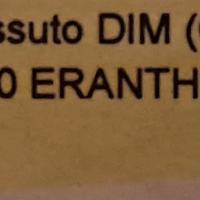 ssuto DIM (
0 ERANTH